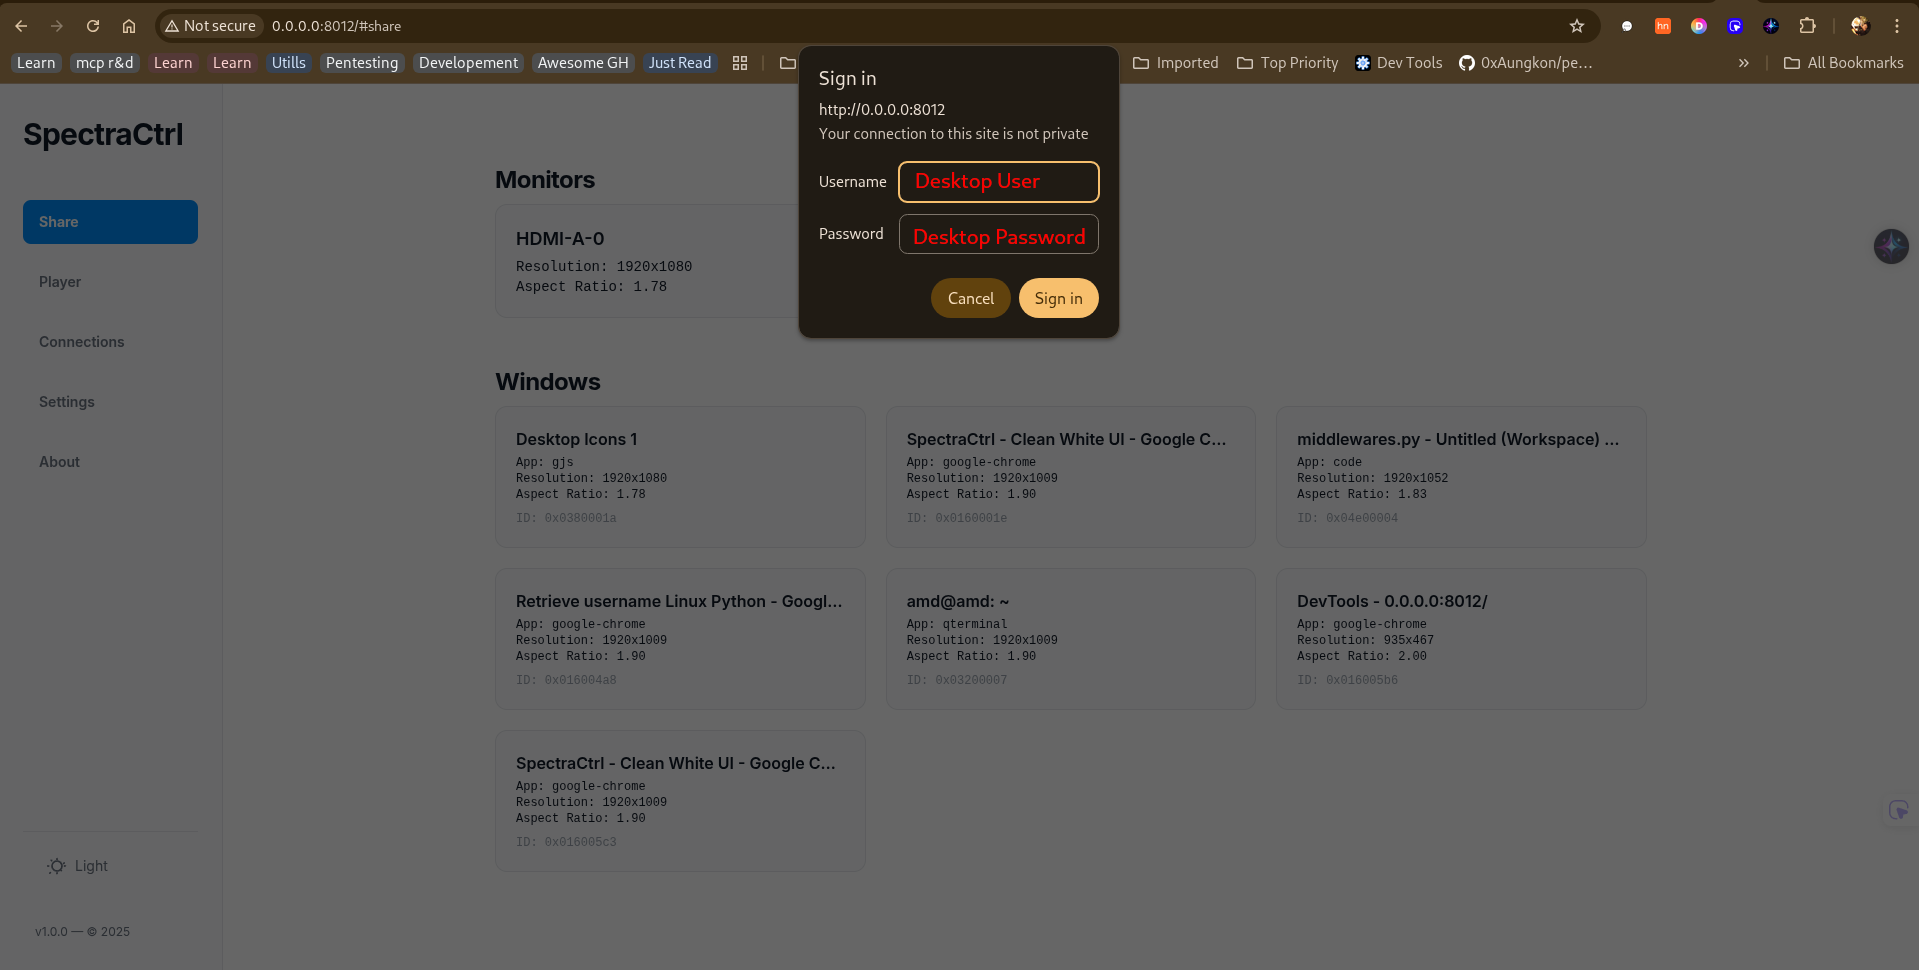 Not secure 0.0.0.0:8012/#share
hn D
Learn mcp r&d Learn Learn Utills Pentesting Developement Awesome GH Just Read Imported Top Priority Dev Tools 0xAungkon/pe... » All Bookmarks
Sign in
http://0.0.0.0:8012
Your connection to this site is not private
Username Desktop User
Password Desktop Password
Cancel Sign in
SpectraCtrl
Share
Player
Connections
Settings
About
Light
v1.0.0 — © 2025
Monitors
HDMI-A-0
Resolution: 1920x1080
Aspect Ratio: 1.78
Windows
Desktop Icons 1
App: gjs
Resolution: 1920x1080
Aspect Ratio: 1.78
ID: 0x0380001a
SpectraCtrl - Clean White UI - Google C...
App: google-chrome
Resolution: 1920x1009
Aspect Ratio: 1.90
ID: 0x0160001e
middlewares.py - Untitled (Workspace) ...
App: code
Resolution: 1920x1052
Aspect Ratio: 1.83
ID: 0x04e00004
Retrieve username Linux Python - Googl...
App: google-chrome
Resolution: 1920x1009
Aspect Ratio: 1.90
ID: 0x016004a8
amd@amd: ~
App: qterminal
Resolution: 1920x1009
Aspect Ratio: 1.90
ID: 0x03200007
DevTools - 0.0.0.0:8012/
App: google-chrome
Resolution: 935x467
Aspect Ratio: 2.00
ID: 0x016005b6
SpectraCtrl - Clean White UI - Google C...
App: google-chrome
Resolution: 1920x1009
Aspect Ratio: 1.90
ID: 0x016005c3